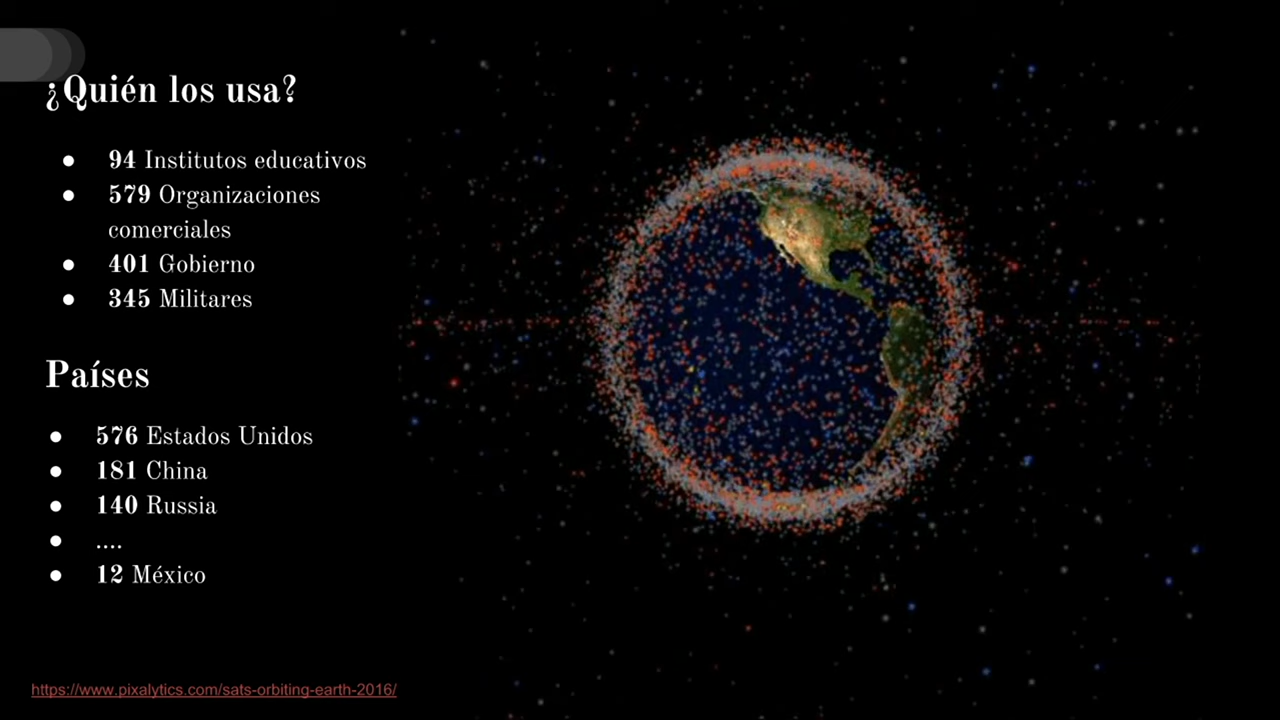 ¿Quién los usa?
● 94 Institutos educativos
● 579 Organizaciones
comerciales
● 401 Gobierno
● 345 Militares
Países
● 576 Estados Unidos
● 181 China
● 140 Russia
● ....
● 12 México
https://www.pixalytics.com/sats-orbiting-earth-2016/